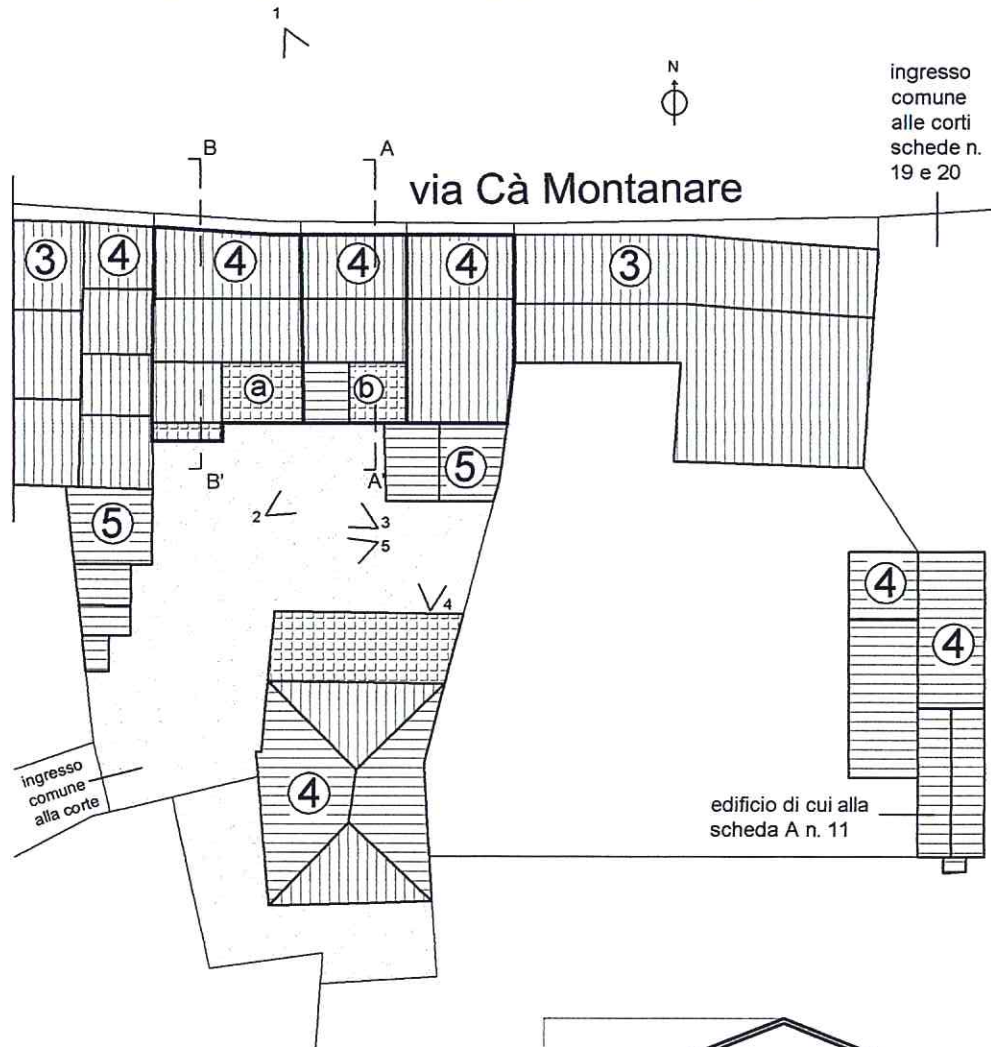 1
N
ingresso
comune
alle corti
schede n.
19 e 20
B
A
via Cà Montanare
3
4
4
4
4
3
a
b
B'
A'
5
5
2
3
5
4
4
4
ingresso
comune
alla corte
4
edificio di cui alla
scheda A n. 11